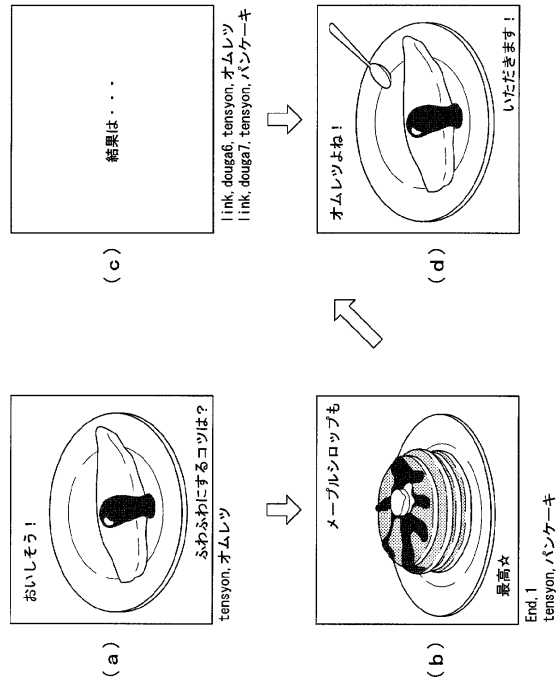 (a)
おいしそう！
ふわふわにするコツは？
tensyon, オムレツ
(b)
メープルシロップも
最高☆
End, 1
tensyon, パンケーキ
(c)
結果は・・・
link, douga6, tensyon, オムレツ
link, douga7, tensyon, パンケーキ
(d)
オムレツよね！
いただきます！